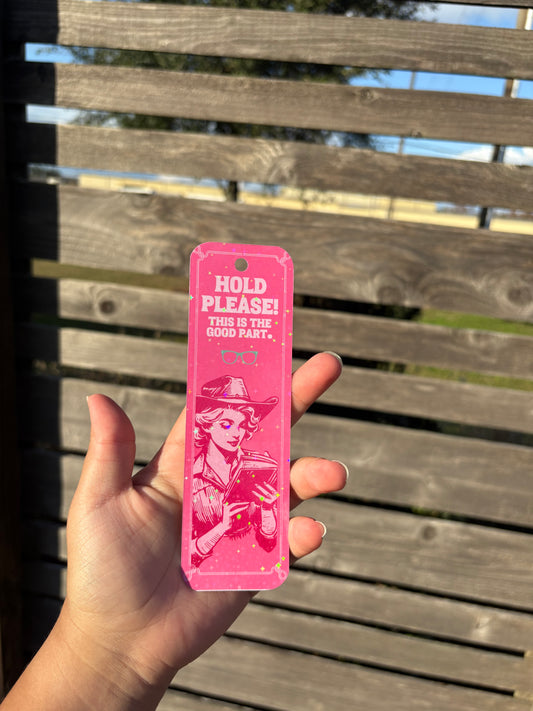 HOLD
PLEASE!
THIS IS THE
GOOD PART.